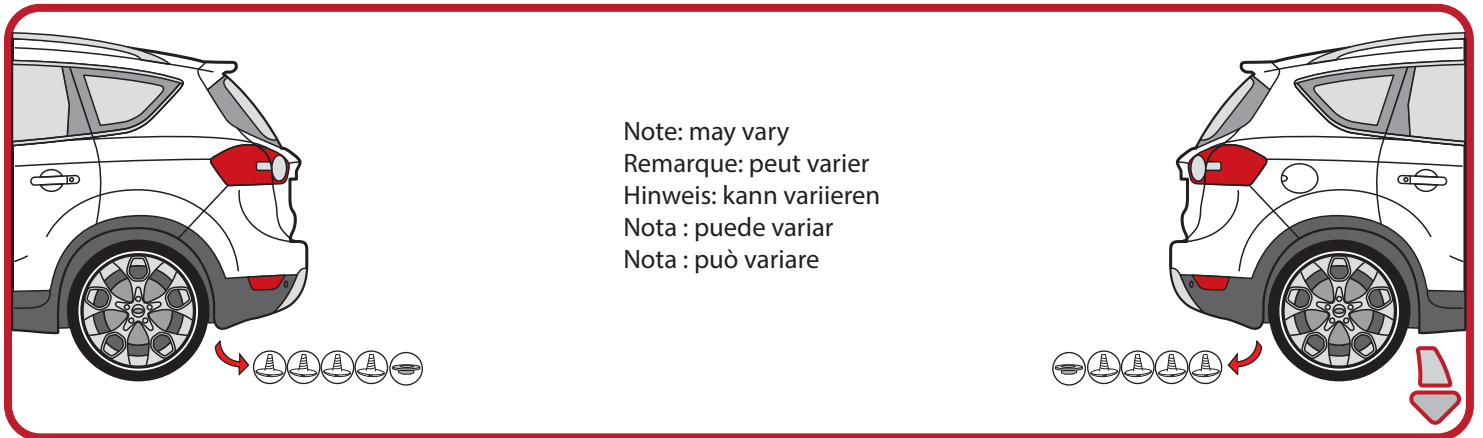 Note: may vary
Remarque: peut varier
Hinweis: kann variieren
Nota : puede variar
Nota : può variare